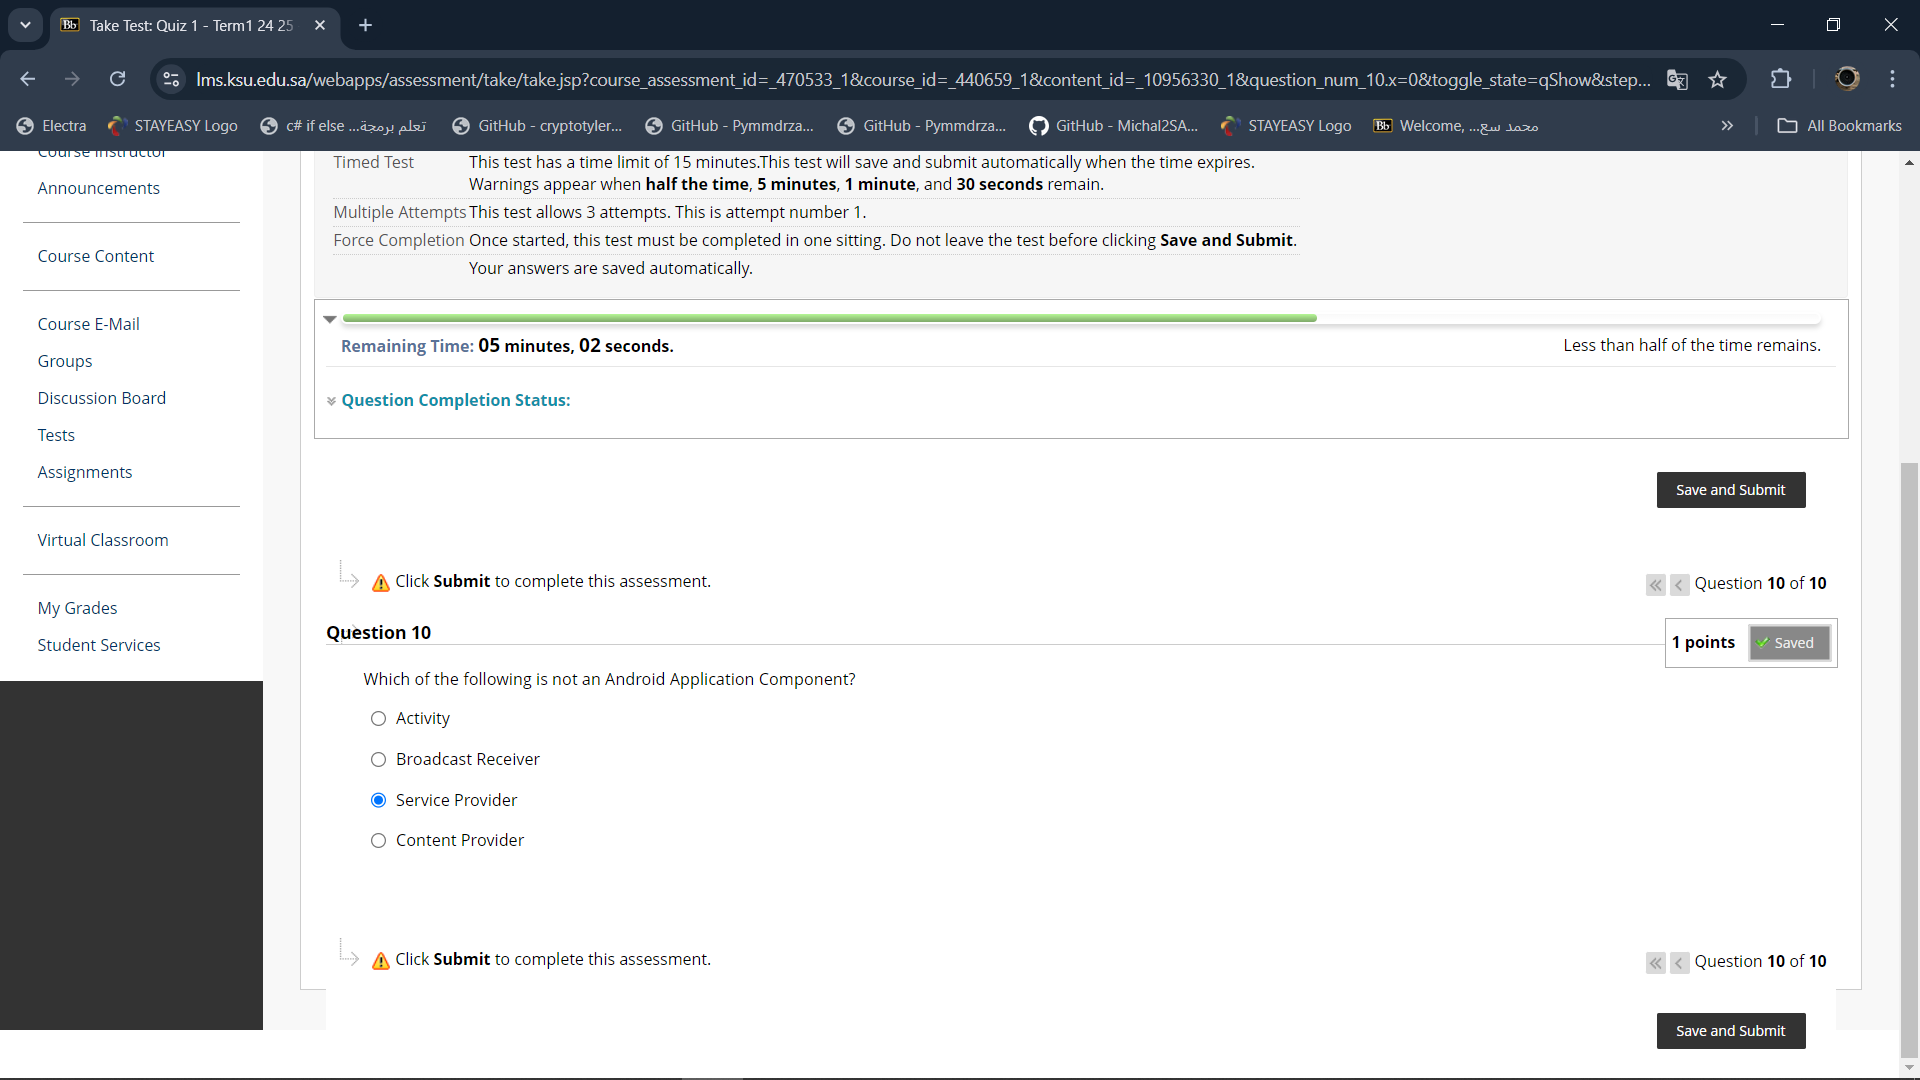 Take Test: Quiz 1 - Term1 24 25
lms.ksu.edu.sa/webapps/assessment/take/take.jsp?course_assessment_id=_470533_1&course_id=_440659_1&content_id=_10956330_1&question_num_10.x=0&toggle_state=qShow&step...
Electra
STAYEASY Logo
c# if else ...تعلم برمجة
GitHub - cryptotyler...
GitHub - Pymmdrza...
GitHub - Pymmdrza...
GitHub - Michal2SA...
STAYEASY Logo
Bb Welcome, ...محمد سع
All Bookmarks
Course Instructor
Announcements
Course Content
Course E-Mail
Groups
Discussion Board
Tests
Assignments
Virtual Classroom
My Grades
Student Services
Timed Test This test has a time limit of 15 minutes.This test will save and submit automatically when the time expires.
Warnings appear when half the time, 5 minutes, 1 minute, and 30 seconds remain.
Multiple Attempts This test allows 3 attempts. This is attempt number 1.
Force Completion Once started, this test must be completed in one sitting. Do not leave the test before clicking Save and Submit.
Your answers are saved automatically.
Remaining Time: 05 minutes, 02 seconds.
Less than half of the time remains.
Question Completion Status:
Save and Submit
Click Submit to complete this assessment.
Question 10 of 10
Question 10
1 points
Saved
Which of the following is not an Android Application Component?
Activity
Broadcast Receiver
Service Provider
Content Provider
Click Submit to complete this assessment.
Question 10 of 10
Save and Submit